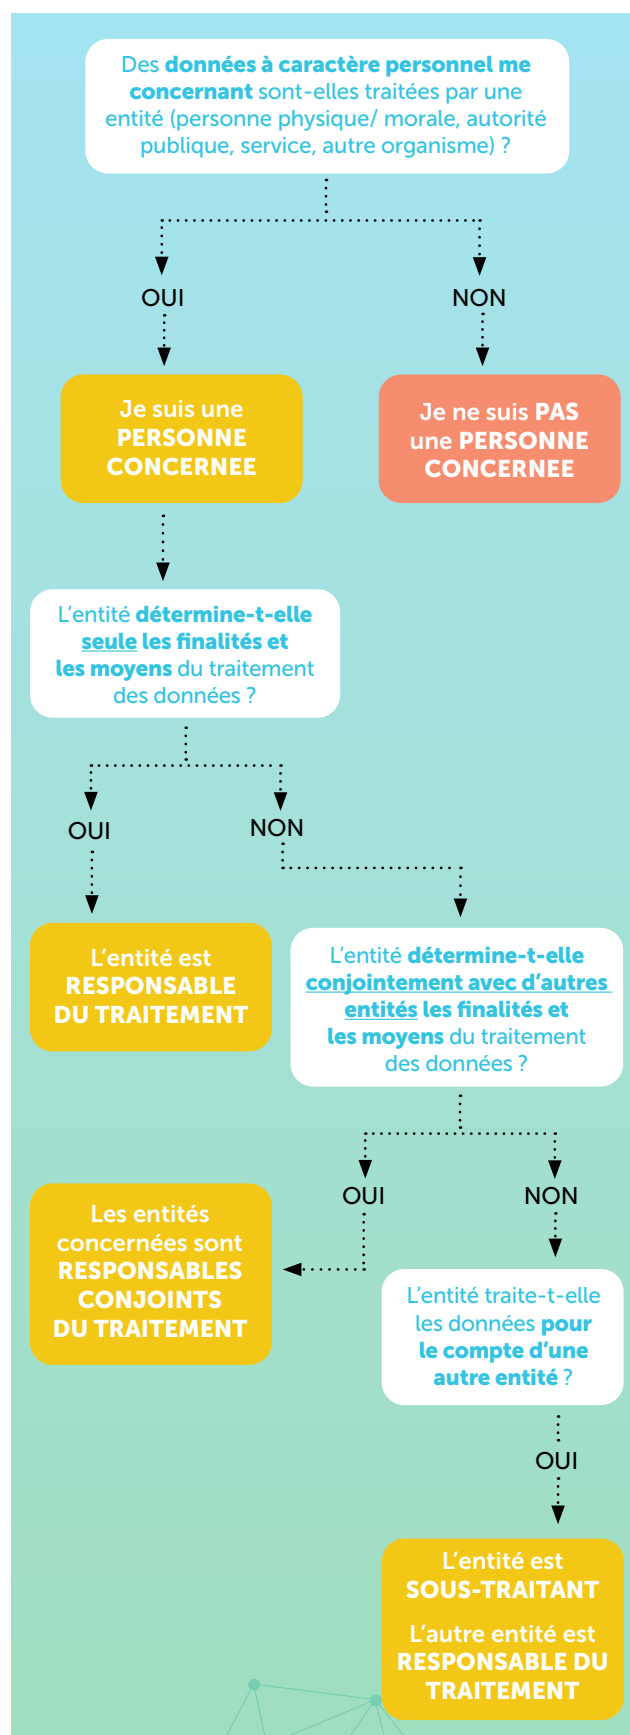 Des données à caractère personnel me
concernant sont-elles traitées par une
entité (personne physique/ morale, autorité
publique, service, autre organisme) ?
OUI
NON
Je suis une
PERSONNE
CONCERNEE
Je ne suis PAS
une PERSONNE
CONCERNEE
L'entité détermine-t-elle
seule les finalités et
les moyens du traitement
des données ?
OUI
NON
L'entité est
RESPONSABLE
DU TRAITEMENT
L'entité détermine-t-elle
conjointement avec d'autres
entités les finalités et
les moyens du traitement
des données ?
OUI
NON
Les entités
concernées sont
RESPONSABLES
CONJOINTS
DU TRAITEMENT
L'entité traite-t-elle
les données pour
le compte d'une
autre entité ?
OUI
L'entité est
SOUS-TRAITANT
L'autre entité est
RESPONSABLE DU
TRAITEMENT